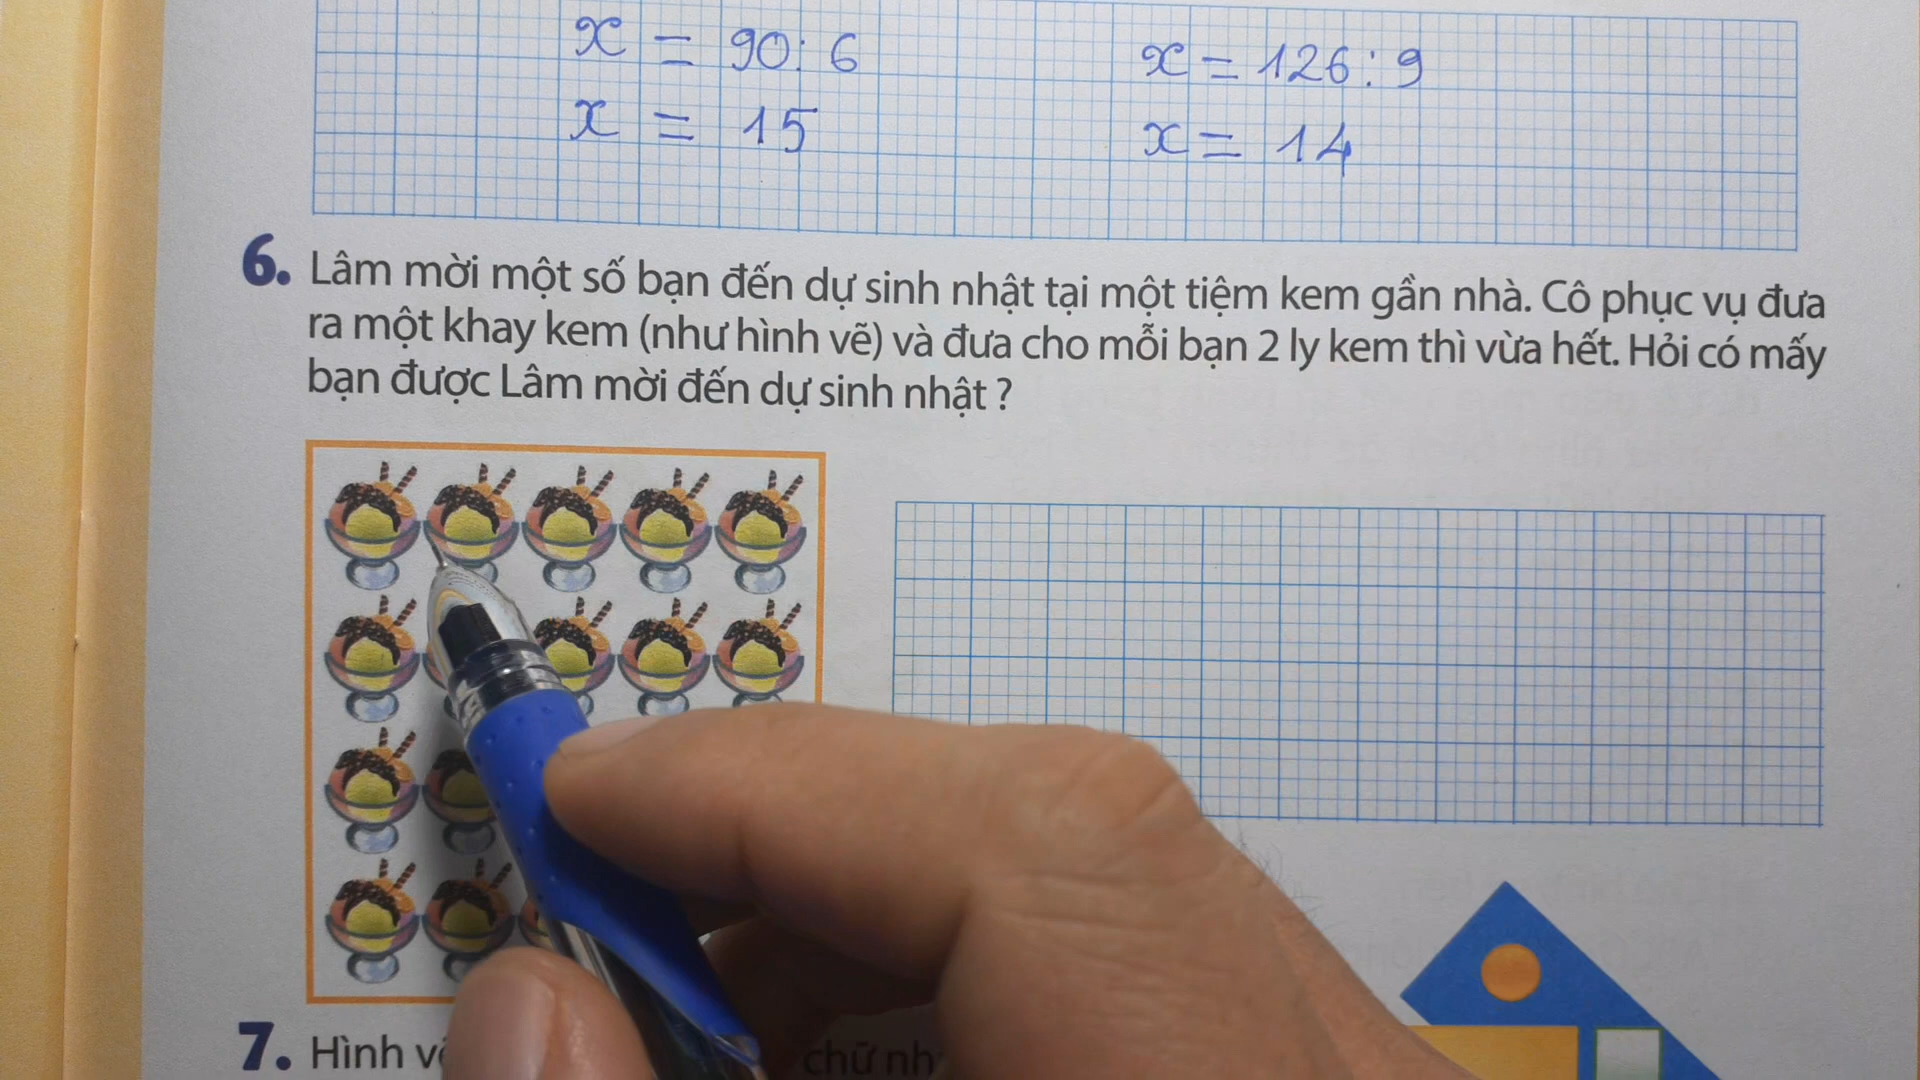 x = 90 : 6
x = 126 : 9
x = 15
x = 14
6. Lâm mời một số bạn đến dự sinh nhật tại một tiệm kem gần nhà. Cô phục vụ đưa
ra một khay kem (như hình vẽ) và đưa cho mỗi bạn 2 ly kem thì vừa hết. Hỏi có mấy
bạn được Lâm mời đến dự sinh nhật ?
7. Hình chữ